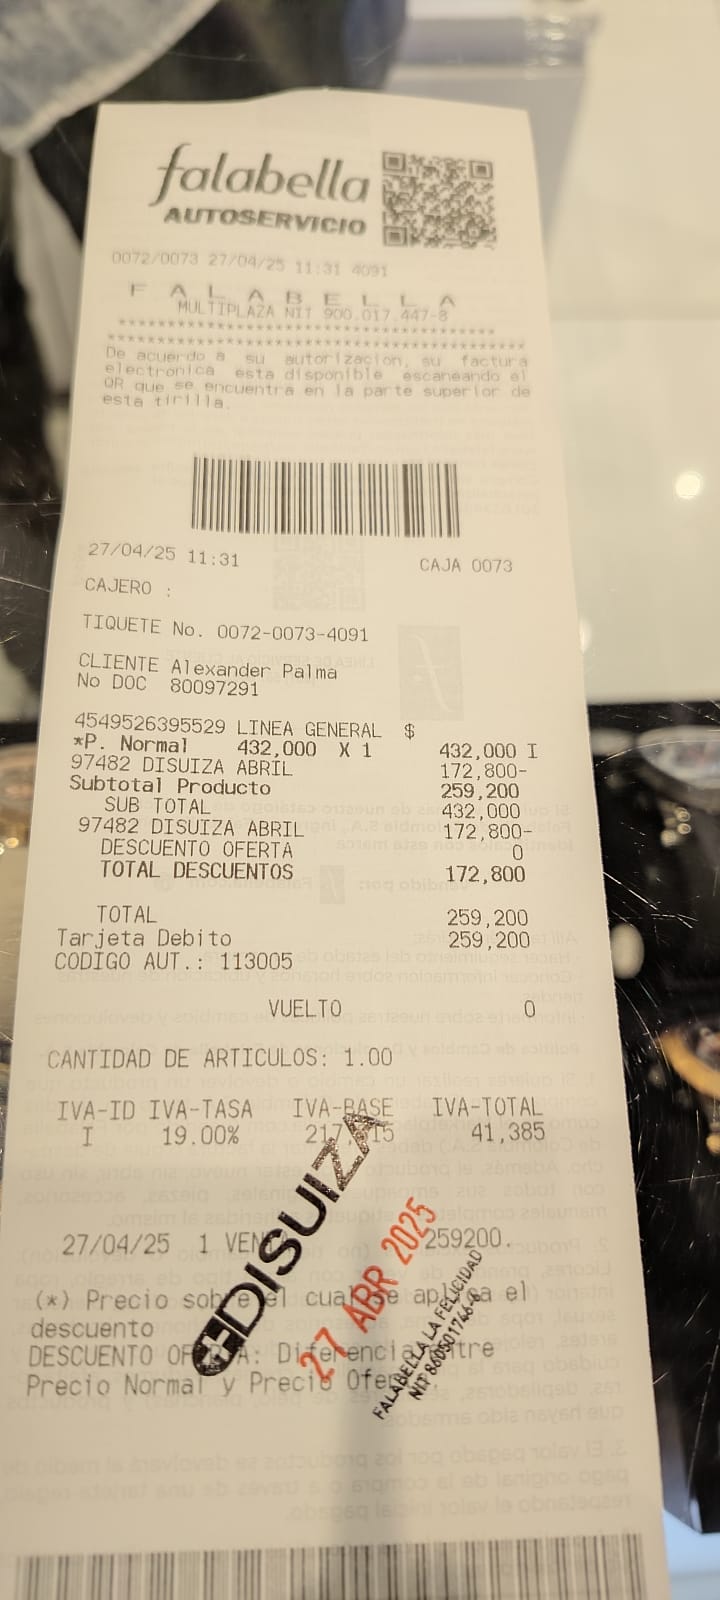 falabella
AUTOSERVICIO
0072/0073 27/04/25 11:31 4091
F A L A B E L L A
MULTIPLAZA NIT 900.017.447-8
De acuerdo a su autorizacion, su factura
electronica esta disponible escaneando el
QR que se encuentra en la parte superior de
esta tirilla.
27/04/25 11:31 CAJA 0073
CAJERO :
TIQUETE No. 0072-0073-4091
CLIENTE Alexander Palma
No DOC 80097291
4549526395529 LINEA GENERAL $
*P. Normal 432,000 X 1 432,000 I
97482 DISUIZA ABRIL 172,800-
Subtotal Producto 259,200
SUB TOTAL 432,000
97482 DISUIZA ABRIL 172,800-
DESCUENTO OFERTA 0
TOTAL DESCUENTOS 172,800
TOTAL 259,200
Tarjeta Debito 259,200
CODIGO AUT.: 113005
VUELTO 0
CANTIDAD DE ARTICULOS: 1.00
IVA-ID IVA-TASA IVA-BASE IVA-TOTAL
I 19.00% 217,815 41,385
DISUIZA
27 ABR 2025
FALABELLA LA FELICIDAD
27/04/25 1 VENTA 259200.
(*) Precio sobre el cual se aplica el
descuento
DESCUENTO OFERTA: Diferencia entre
Precio Normal y Precio Oferta.